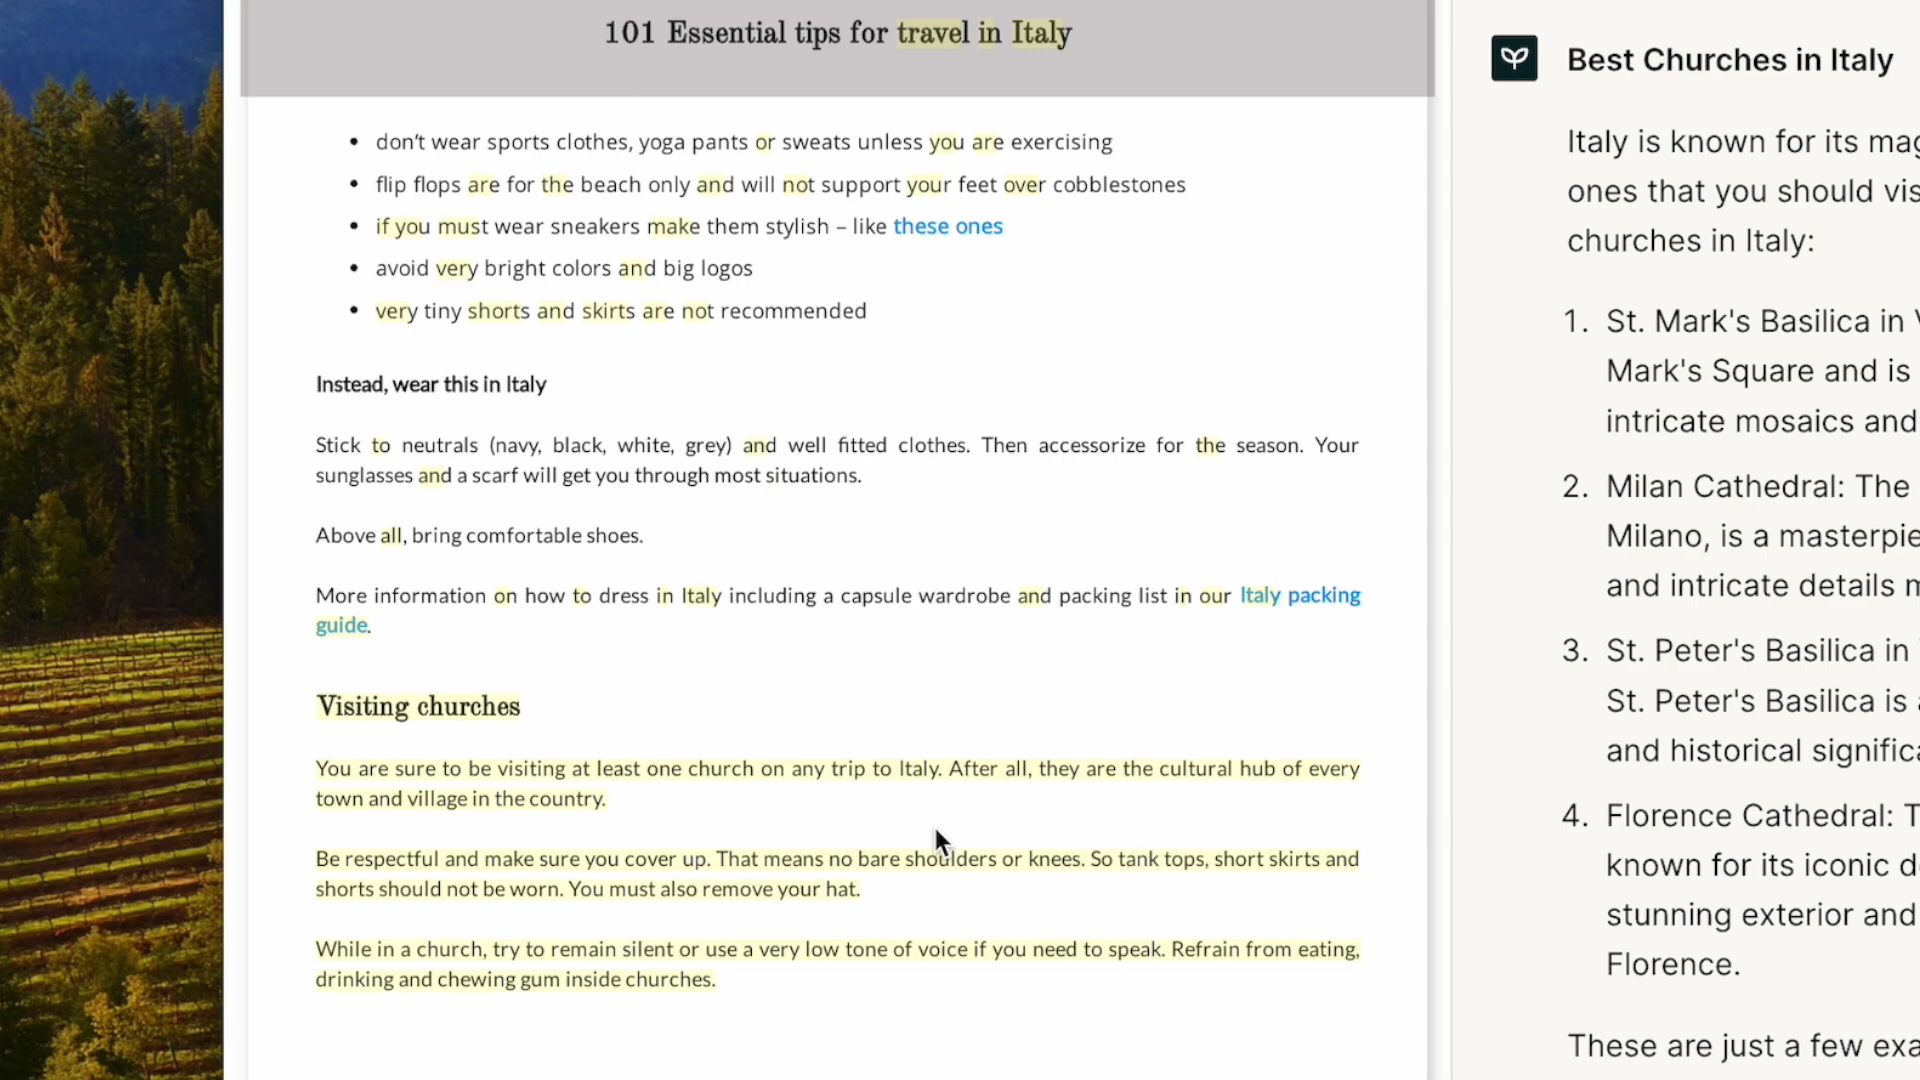 101 Essential tips for travel in Italy
• don't wear sports clothes, yoga pants or sweats unless you are exercising
• flip flops are for the beach only and will not support your feet over cobblestones
• if you must wear sneakers make them stylish – like these ones
• avoid very bright colors and big logos
• very tiny shorts and skirts are not recommended
Instead, wear this in Italy
Stick to neutrals (navy, black, white, grey) and well fitted clothes. Then accessorize for the season. Your
sunglasses and a scarf will get you through most situations.
Above all, bring comfortable shoes.
More information on how to dress in Italy including a capsule wardrobe and packing list in our Italy packing
guide.
Visiting churches
You are sure to be visiting at least one church on any trip to Italy. After all, they are the cultural hub of every
town and village in the country.
Be respectful and make sure you cover up. That means no bare shoulders or knees. So tank tops, short skirts and
shorts should not be worn. You must also remove your hat.
While in a church, try to remain silent or use a very low tone of voice if you need to speak. Refrain from eating,
drinking and chewing gum inside churches.
Best Churches in Italy
Italy is known for its
ones that you should
churches in Italy:
1. St. Mark's Basilica in
Mark's Square and is
intricate mosaics and
2. Milan Cathedral: The
Milano, is a
and intricate details
3. St. Peter's Basilica in
St. Peter's Basilica is
and historical
4. Florence Cathedral:
known for its iconic
stunning exterior and
Florence.
These are just a few